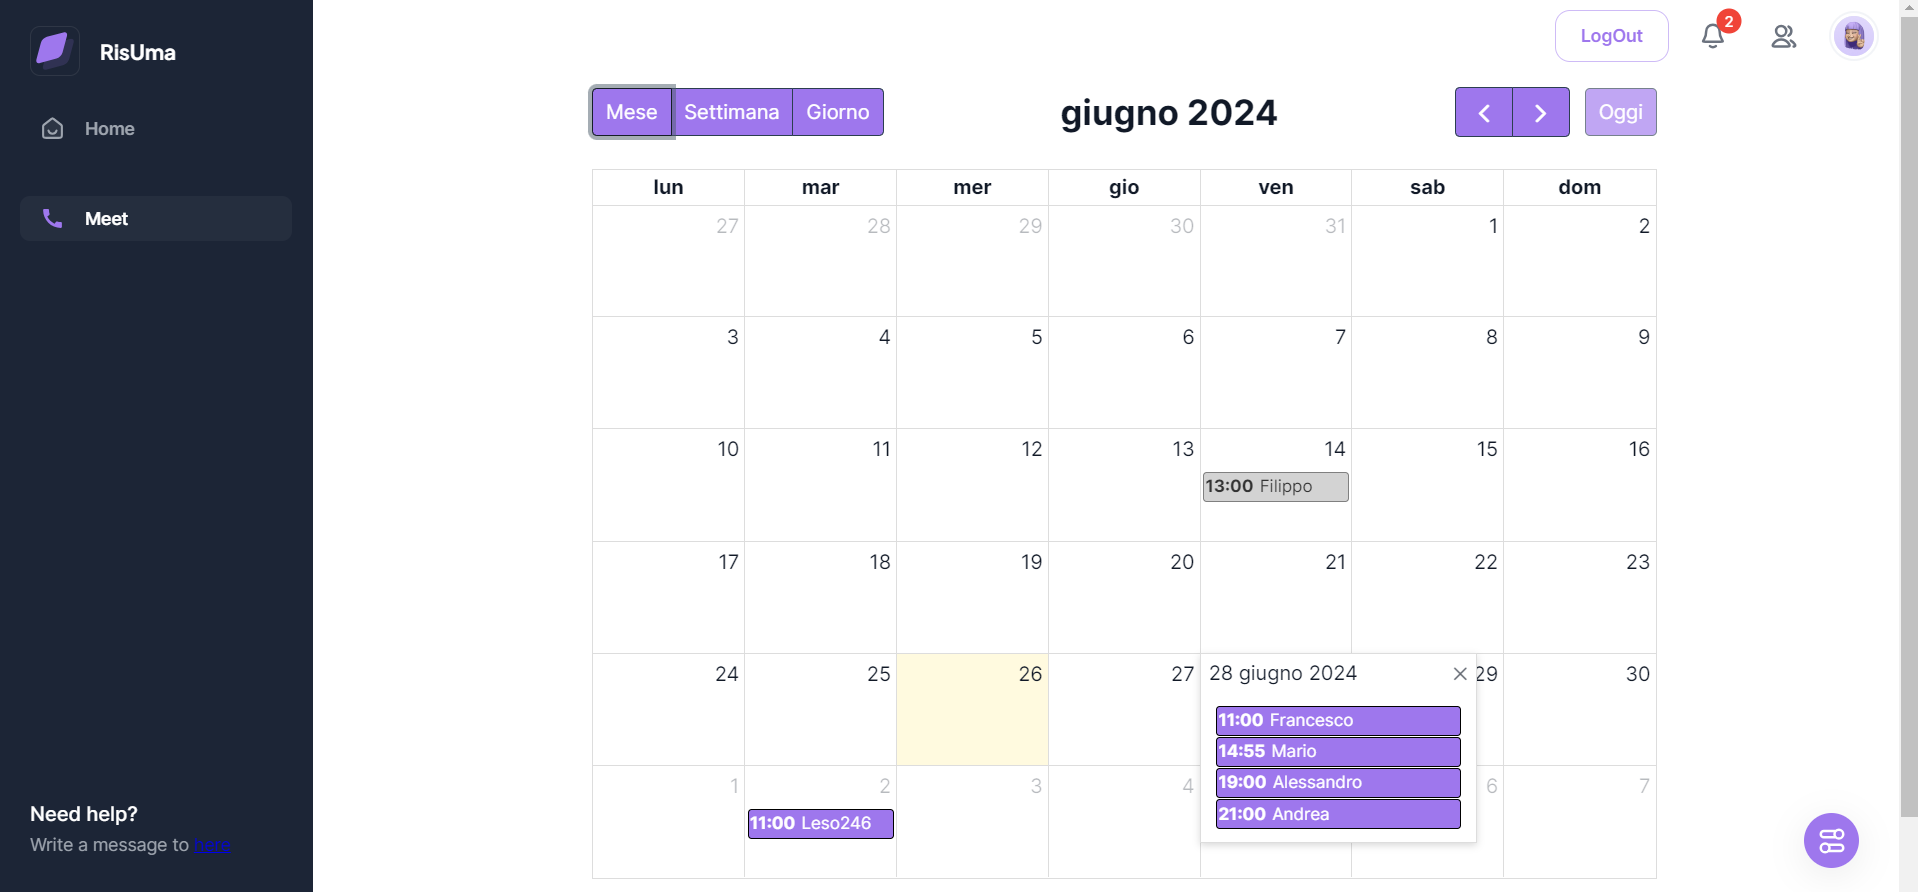 RisUma
Home
Meet
Need help?
Write a message to here
LogOut
2
Mese Settimana Giorno
giugno 2024
Oggi
lun mar mer gio ven sab dom
27 28 29 30 31 1 2
3 4 5 6 7 8 9
10 11 12 13 14 15 16
13:00 Filippo
17 18 19 20 21 22 23
24 25 26 27 29 30
28 giugno 2024
11:00 Francesco
14:55 Mario
19:00 Alessandro
21:00 Andrea
1 2 3 4 6 7
11:00 Leso246